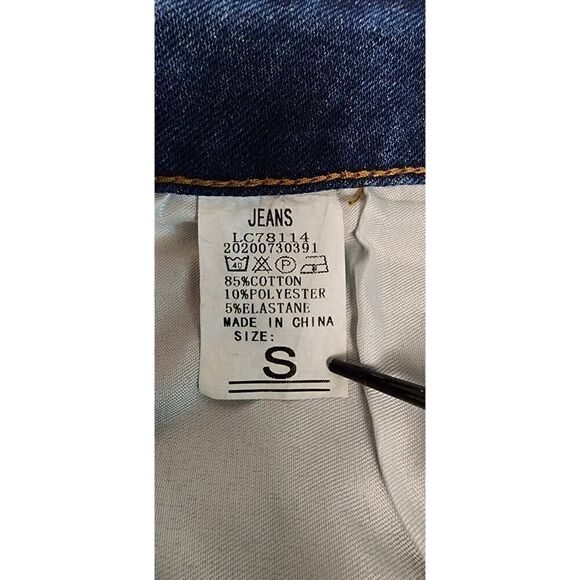 JEANS
LC78114
20200730391
40 P
85%COTTON
10%POLYESTER
5%ELASTANE
MADE IN CHINA
SIZE:
S